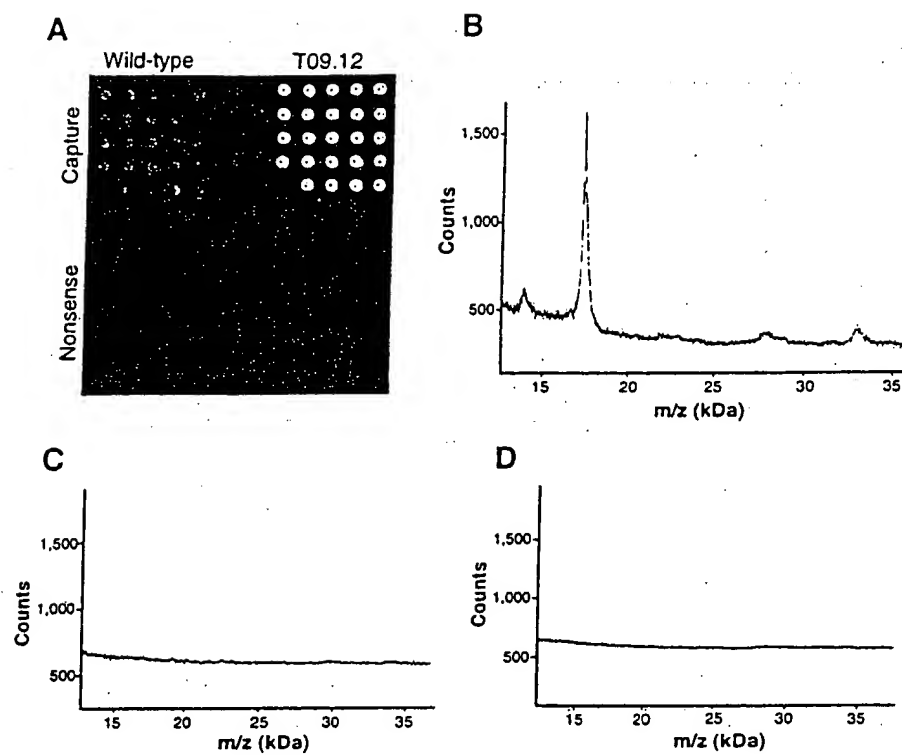 A
Wild-type T09.12
Capture
Nonsense
B
1,500
1,000
500
Counts
15 20 25 30 35
m/z (kDa)
C
1,500
1,000
500
Counts
15 20 25 30 35
m/z (kDa)
D
1,500
1,000
500
Counts
15 20 25 30 35
m/z (kDa)